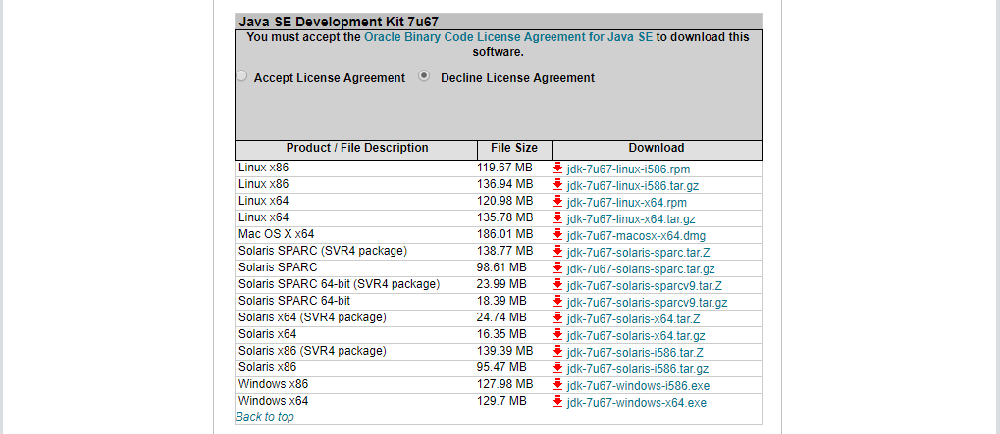 Java SE Development Kit 7u67
You must accept the Oracle Binary Code License Agreement for Java SE to download this
software.
Accept License Agreement Decline License Agreement
Product / File Description File Size Download
Linux x86 119.67 MB jdk-7u67-linux-i586.rpm
Linux x86 136.94 MB jdk-7u67-linux-i586.tar.gz
Linux x64 120.98 MB jdk-7u67-linux-x64.rpm
Linux x64 135.78 MB jdk-7u67-linux-x64.tar.gz
Mac OS X x64 186.01 MB jdk-7u67-macosx-x64.dmg
Solaris SPARC (SVR4 package) 138.77 MB jdk-7u67-solaris-sparc.tar.Z
Solaris SPARC 98.61 MB jdk-7u67-solaris-sparc.tar.gz
Solaris SPARC 64-bit (SVR4 package) 23.99 MB jdk-7u67-solaris-sparcv9.tar.Z
Solaris SPARC 64-bit 18.39 MB jdk-7u67-solaris-sparcv9.tar.gz
Solaris x64 (SVR4 package) 24.74 MB jdk-7u67-solaris-x64.tar.Z
Solaris x64 16.35 MB jdk-7u67-solaris-x64.tar.gz
Solaris x86 (SVR4 package) 139.39 MB jdk-7u67-solaris-i586.tar.Z
Solaris x86 95.47 MB jdk-7u67-solaris-i586.tar.gz
Windows x86 127.98 MB jdk-7u67-windows-i586.exe
Windows x64 129.7 MB jdk-7u67-windows-x64.exe
Back to top